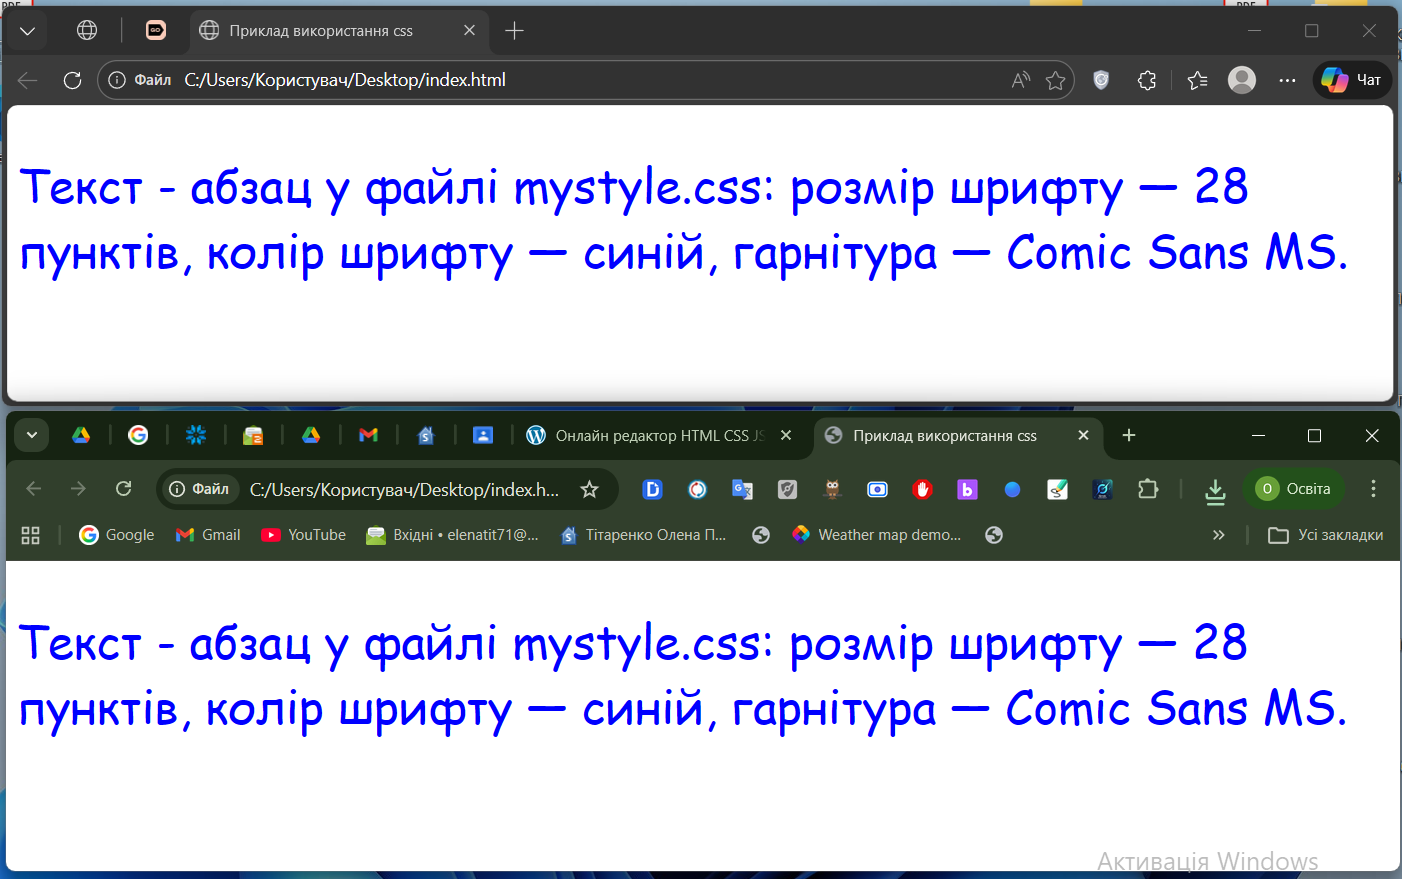 Приклад використання css
Файл C:/Users/Користувач/Desktop/index.html
Чат
Текст - абзац у файлі mystyle.css: розмір шрифту — 28
пунктів, колір шрифту — синій, гарнітура — Comic Sans MS.
Онлайн редактор HTML CSS JS Приклад використання css
Файл C:/Users/Користувач/Desktop/index.h... Освіта
Google Gmail YouTube Вхідні • elenatit71@... Тітаренко Олена П... Weather map demo... Усі закладки
Текст - абзац у файлі mystyle.css: розмір шрифту — 28
пунктів, колір шрифту — синій, гарнітура — Comic Sans MS.
Активація Windows